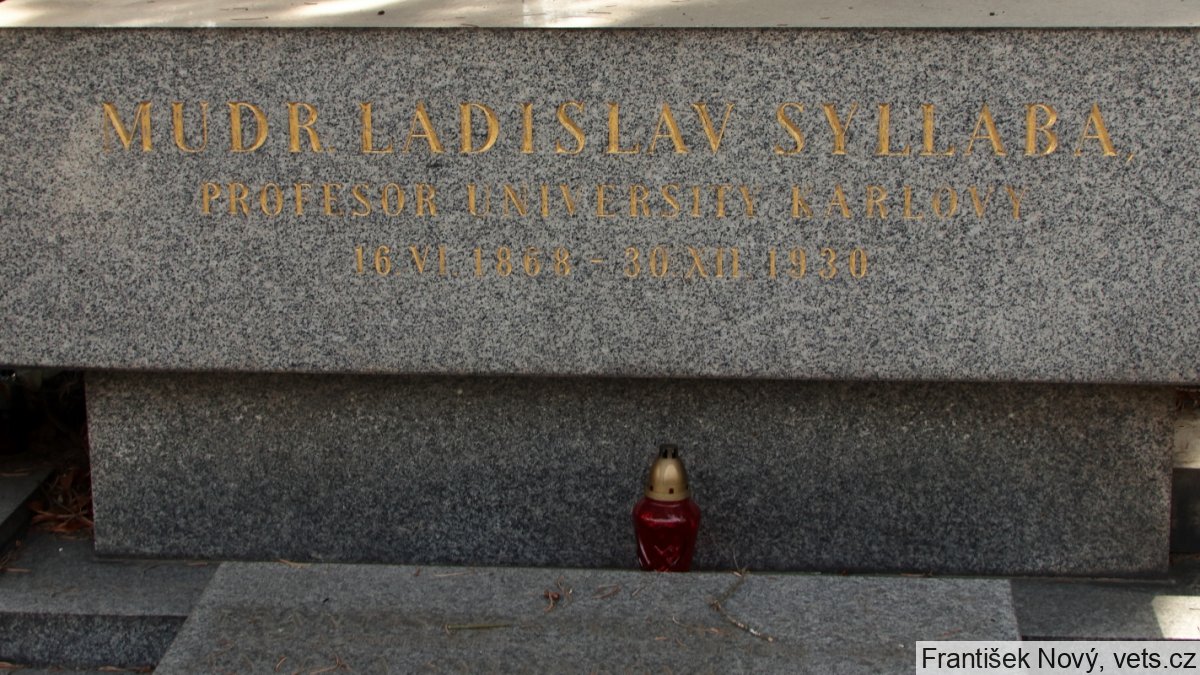 MUDR. LADISLAV SYLLABA,
PROFESOR UNIVERSITY KARLOVY
16. VI. 1868 - 30. XII. 1930
František Nový, vets.cz